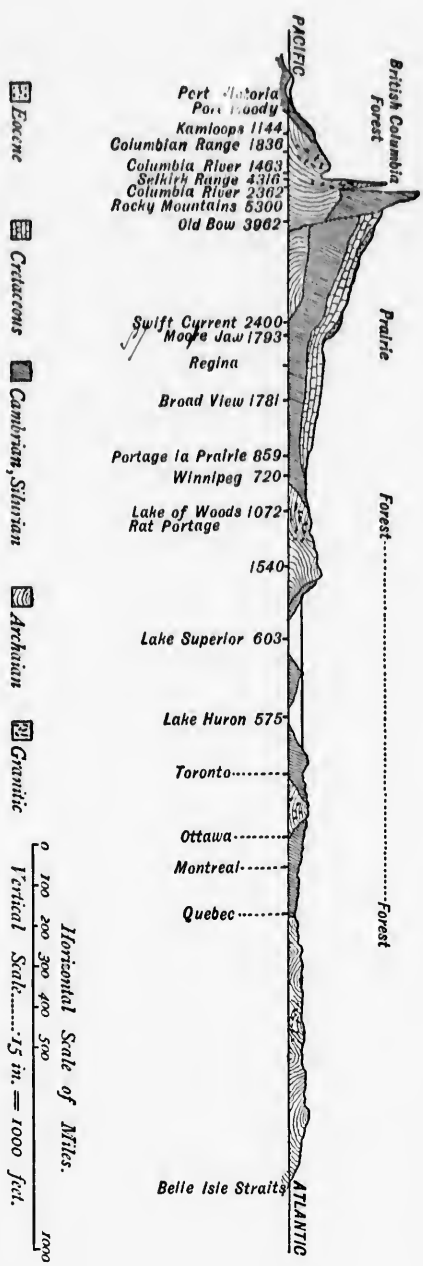 British Columbia
Forest
Prairie
Forest
Forest
PACIFIC
ATLANTIC
Port Victoria
Port Moody
Kamloops 1144
Columbian Range 1836
Columbia River 1463
Selkirk Range 4316
Columbia River 2362
Rocky Mountains 5300
Old Bow 3962
Swift Current 2400
Moore Jaw 1793
Regina
Broad View 1781
Portage la Prairie 859
Winnipeg 720
Lake of Woods 1072
Rat Portage
1540
Lake Superior 603
Lake Huron 575
Toronto
Ottawa
Montreal
Quebec
Belle Isle Straits
Eocene
Cretaceous
Cambrian, Silurian
Archaian
Granitic
Horizontal Scale of Miles.
0 100 200 300 400 500 1000
Vertical Scale.......·15 in. = 1000 feet.